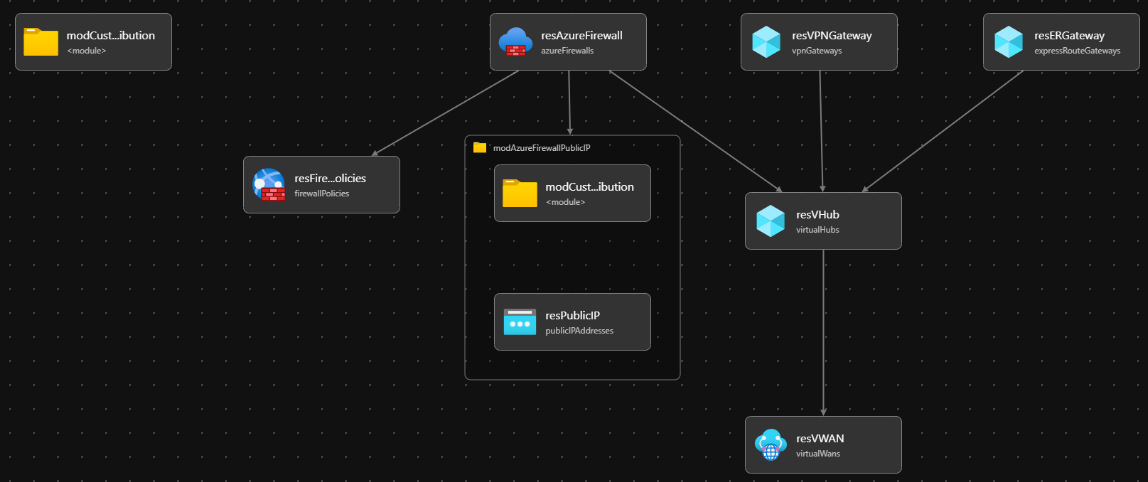 modCust...ibution
<module>
resAzureFirewall
azureFirewalls
resVPNGateway
vpnGateways
resERGateway
expressRouteGateways
resFire...olicies
firewallPolicies
modAzureFirewallPublicIP
modCust...ibution
<module>
resVHub
virtualHubs
resPublicIP
publicIPAddresses
resVWAN
virtualWans